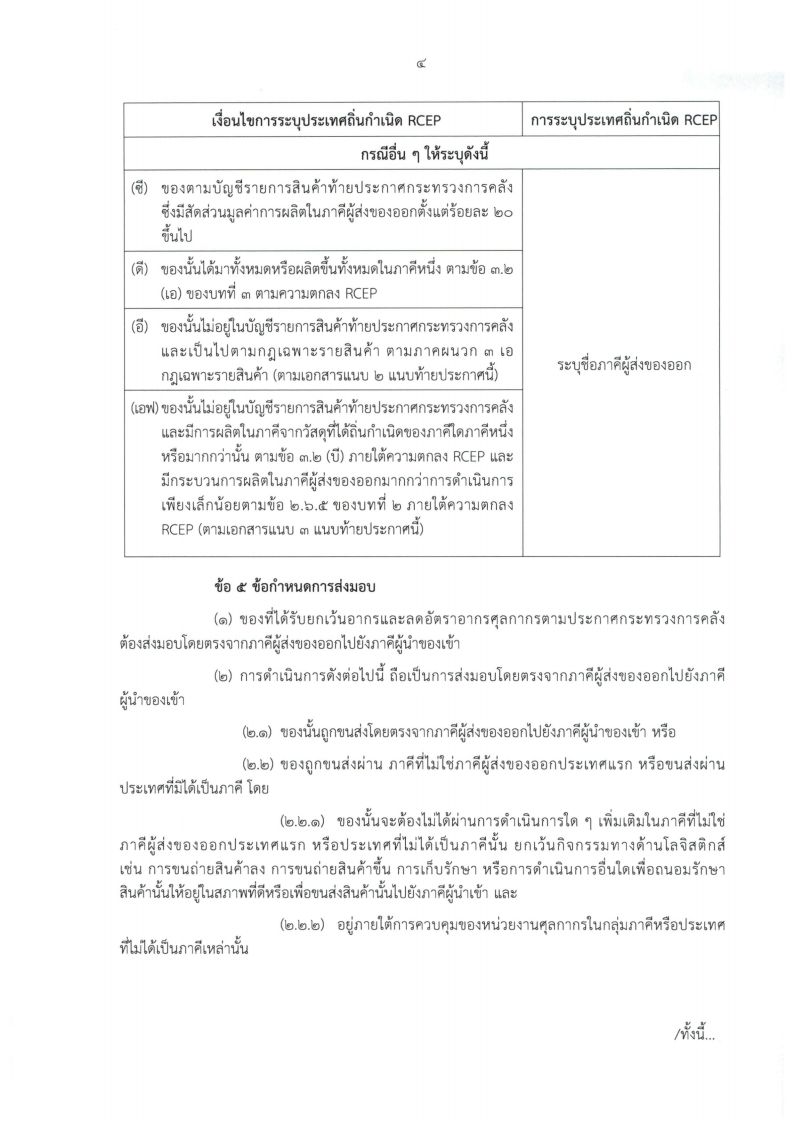 ๔
เงื่อนไขการระบุประเทศถิ่นกำเนิด RCEP
การระบุประเทศถิ่นกำเนิด RCEP
กรณีอื่น ๆ ให้ระบุดังนี้
(ซี) ของตามบัญชีรายการสินค้าท้ายประกาศกระทรวงการคลัง
ซึ่งมีสัดส่วนมูลค่าการผลิตในภาคีผู้ส่งของออกตั้งแต่ร้อยละ ๒๐
ขึ้นไป
(ดี) ของนั้นได้มาทั้งหมดหรือผลิตขึ้นทั้งหมดในภาคีหนึ่ง ตามข้อ ๓.๒
(เอ) ของบทที่ ๓ ตามความตกลง RCEP
(อี) ของนั้นไม่อยู่ในบัญชีรายการสินค้าท้ายประกาศกระทรวงการคลัง
และเป็นไปตามกฎเฉพาะรายสินค้า ตามภาคผนวก ๓ เอ
กฎเฉพาะรายสินค้า (ตามเอกสารแนบ ๒ แนบท้ายประกาศนี้)
ระบุชื่อภาคีผู้ส่งของออก
(เอฟ) ของนั้นไม่อยู่ในบัญชีรายการสินค้าท้ายประกาศกระทรวงการคลัง
และมีการผลิตในภาคีจากวัสดุที่ได้ถิ่นกำเนิดของภาคีใดภาคีหนึ่ง
หรือมากกว่านั้น ตามข้อ ๓.๒ (บี) ภายใต้ความตกลง RCEP และ
มีกระบวนการผลิตในภาคีผู้ส่งของออกมากกว่าการดำเนินการ
เพียงเล็กน้อยตามข้อ ๒.๖.๕ ของบทที่ ๒ ภายใต้ความตกลง
RCEP (ตามเอกสารแนบ ๓ แนบท้ายประกาศนี้)
ข้อ ๕ ข้อกำหนดการส่งมอบ
(๑) ของที่ได้รับยกเว้นอากรและลดอัตราอากรศุลกากรตามประกาศกระทรวงการคลัง
ต้องส่งมอบโดยตรงจากภาคีผู้ส่งของออกไปยังภาคีผู้นำของเข้า
(๒) การดำเนินการดังต่อไปนี้ ถือเป็นการส่งมอบโดยตรงจากภาคีผู้ส่งของออกไปยังภาคี
ผู้นำของเข้า
(๒.๑) ของนั้นถูกขนส่งโดยตรงจากภาคีผู้ส่งของออกไปยังภาคีผู้นำของเข้า หรือ
(๒.๒) ของถูกขนส่งผ่าน ภาคีที่ไม่ใช่ภาคีผู้ส่งของออกประเทศแรก หรือขนส่งผ่าน
ประเทศที่มิได้เป็นภาคี โดย
(๒.๒.๑) ของนั้นจะต้องไม่ได้ผ่านการดำเนินการใด ๆ เพิ่มเติมในภาคีที่ไม่ใช่
ภาคีผู้ส่งของออกประเทศแรก หรือประเทศที่ไม่ได้เป็นภาคีนั้น ยกเว้นกิจกรรมทางด้านโลจิสติกส์
เช่น การขนถ่ายสินค้าลง การขนถ่ายสินค้าขึ้น การเก็บรักษา หรือการดำเนินการอื่นใดเพื่อถนอมรักษา
สินค้านั้นให้อยู่ในสภาพที่ดีหรือเพื่อขนส่งสินค้านั้นไปยังภาคีผู้นำเข้า และ
(๒.๒.๒) อยู่ภายใต้การควบคุมของหน่วยงานศุลกากรในกลุ่มภาคีหรือประเทศ
ที่ไม่ได้เป็นภาคีเหล่านั้น
/ทั้งนี้...